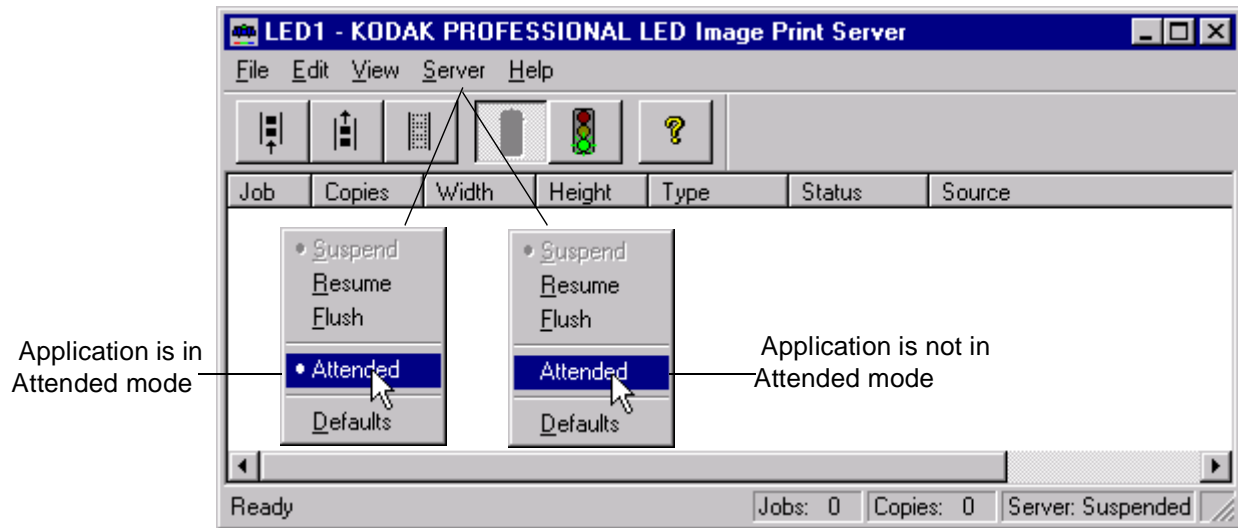 LED1 - KODAK PROFESSIONAL LED Image Print Server
File Edit View Server Help
Job Copies Width Height Type Status Source
• Suspend
Resume
Flush
• Attended
Defaults
• Suspend
Resume
Flush
Attended
Defaults
Application is in
Attended mode
Application is not in
Attended mode
Ready Jobs: 0 Copies: 0 Server: Suspended